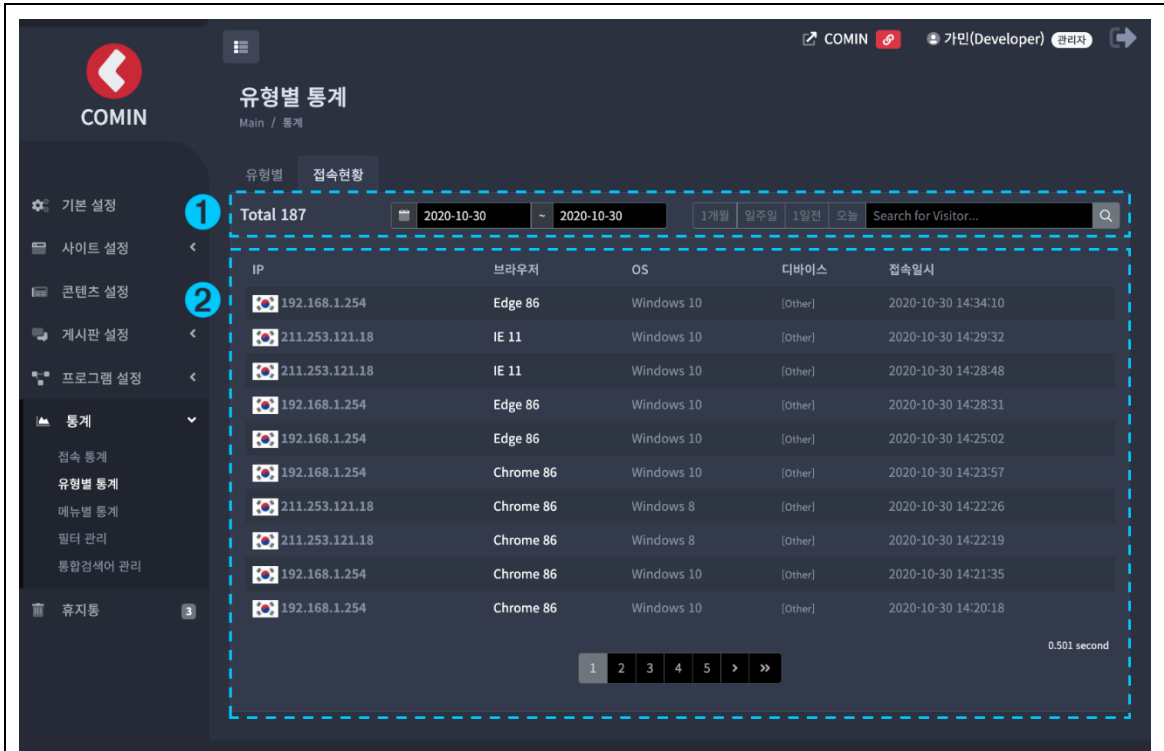 COMIN 가민(Developer) 관리자
COMIN
유형별 통계
Main / 통계
유형별 접속현황
기본 설정
사이트 설정
콘텐츠 설정
게시판 설정
프로그램 설정
통계
접속 통계
유형별 통계
메뉴별 통계
필터 관리
통합검색어 관리
휴지통 3
1
Total 187 2020-10-30 ~ 2020-10-30 1개월 일주일 1일전 오늘 Search for Visitor...
2
IP 브라우저 OS 디바이스 접속일시
192.168.1.254 Edge 86 Windows 10 [Other] 2020-10-30 14:34:10
211.253.121.18 IE 11 Windows 10 [Other] 2020-10-30 14:29:32
211.253.121.18 IE 11 Windows 10 [Other] 2020-10-30 14:28:48
192.168.1.254 Edge 86 Windows 10 [Other] 2020-10-30 14:28:31
192.168.1.254 Edge 86 Windows 10 [Other] 2020-10-30 14:25:02
192.168.1.254 Chrome 86 Windows 10 [Other] 2020-10-30 14:23:57
211.253.121.18 Chrome 86 Windows 8 [Other] 2020-10-30 14:22:26
211.253.121.18 Chrome 86 Windows 8 [Other] 2020-10-30 14:22:19
192.168.1.254 Chrome 86 Windows 10 [Other] 2020-10-30 14:21:35
192.168.1.254 Chrome 86 Windows 10 [Other] 2020-10-30 14:20:18
0.501 second
1 2 3 4 5 › »